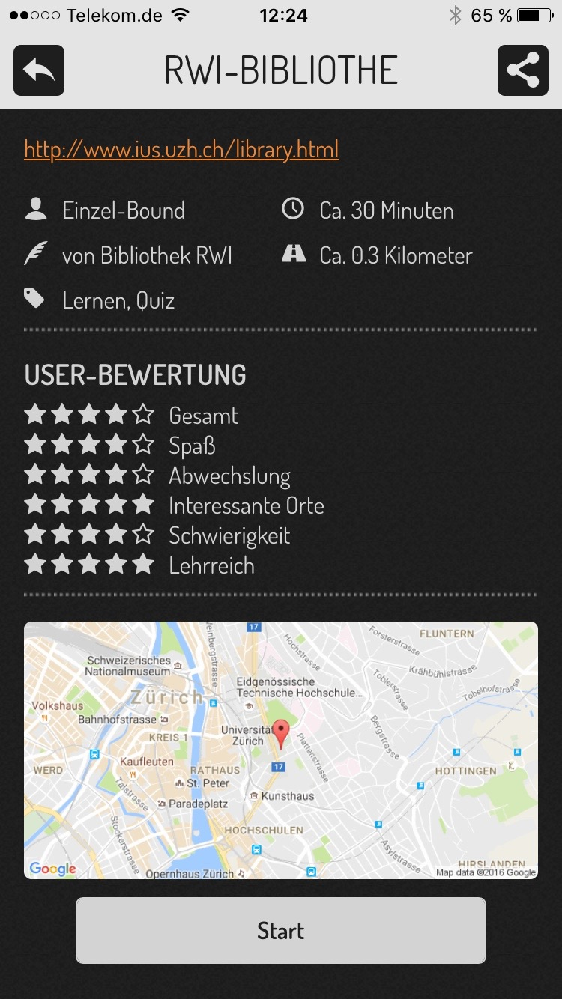 Telekom.de 12:24 65 %
RWI-BIBLIOTHE
http://www.ius.uzh.ch/library.html
Einzel-Bound Ca. 30 Minuten
von Bibliothek RWI Ca. 0.3 Kilometer
Lernen, Quiz
USER-BEWERTUNG
Gesamt
Spaß
Abwechslung
Interessante Orte
Schwierigkeit
Lehrreich
17
FLUNTERN
Forsterstrasse
Weinbergstrasse
Hochstrasse
Schweizerisches
Nationalmuseum
Krähbühlstrasse
Toblerstrasse
Tobelhofstrasse
Eidgenössische
Technische Hochschule...
Zürich
Volkshaus
Bahnhofstrasse
Universität
Zürich
Bergstrasse
KREIS 1
Plattenstrasse
Kaufleuten
WERD
RATHAUS
17
HOTTINGEN
St. Peter
Talstrasse
Kunsthaus
Paradeplatz
Stockerstrasse
HOCHSCHULEN
Asylstrasse
HIRSLANDEN
Google
Opernhaus Zürich
Map data ©2016 Google
Start